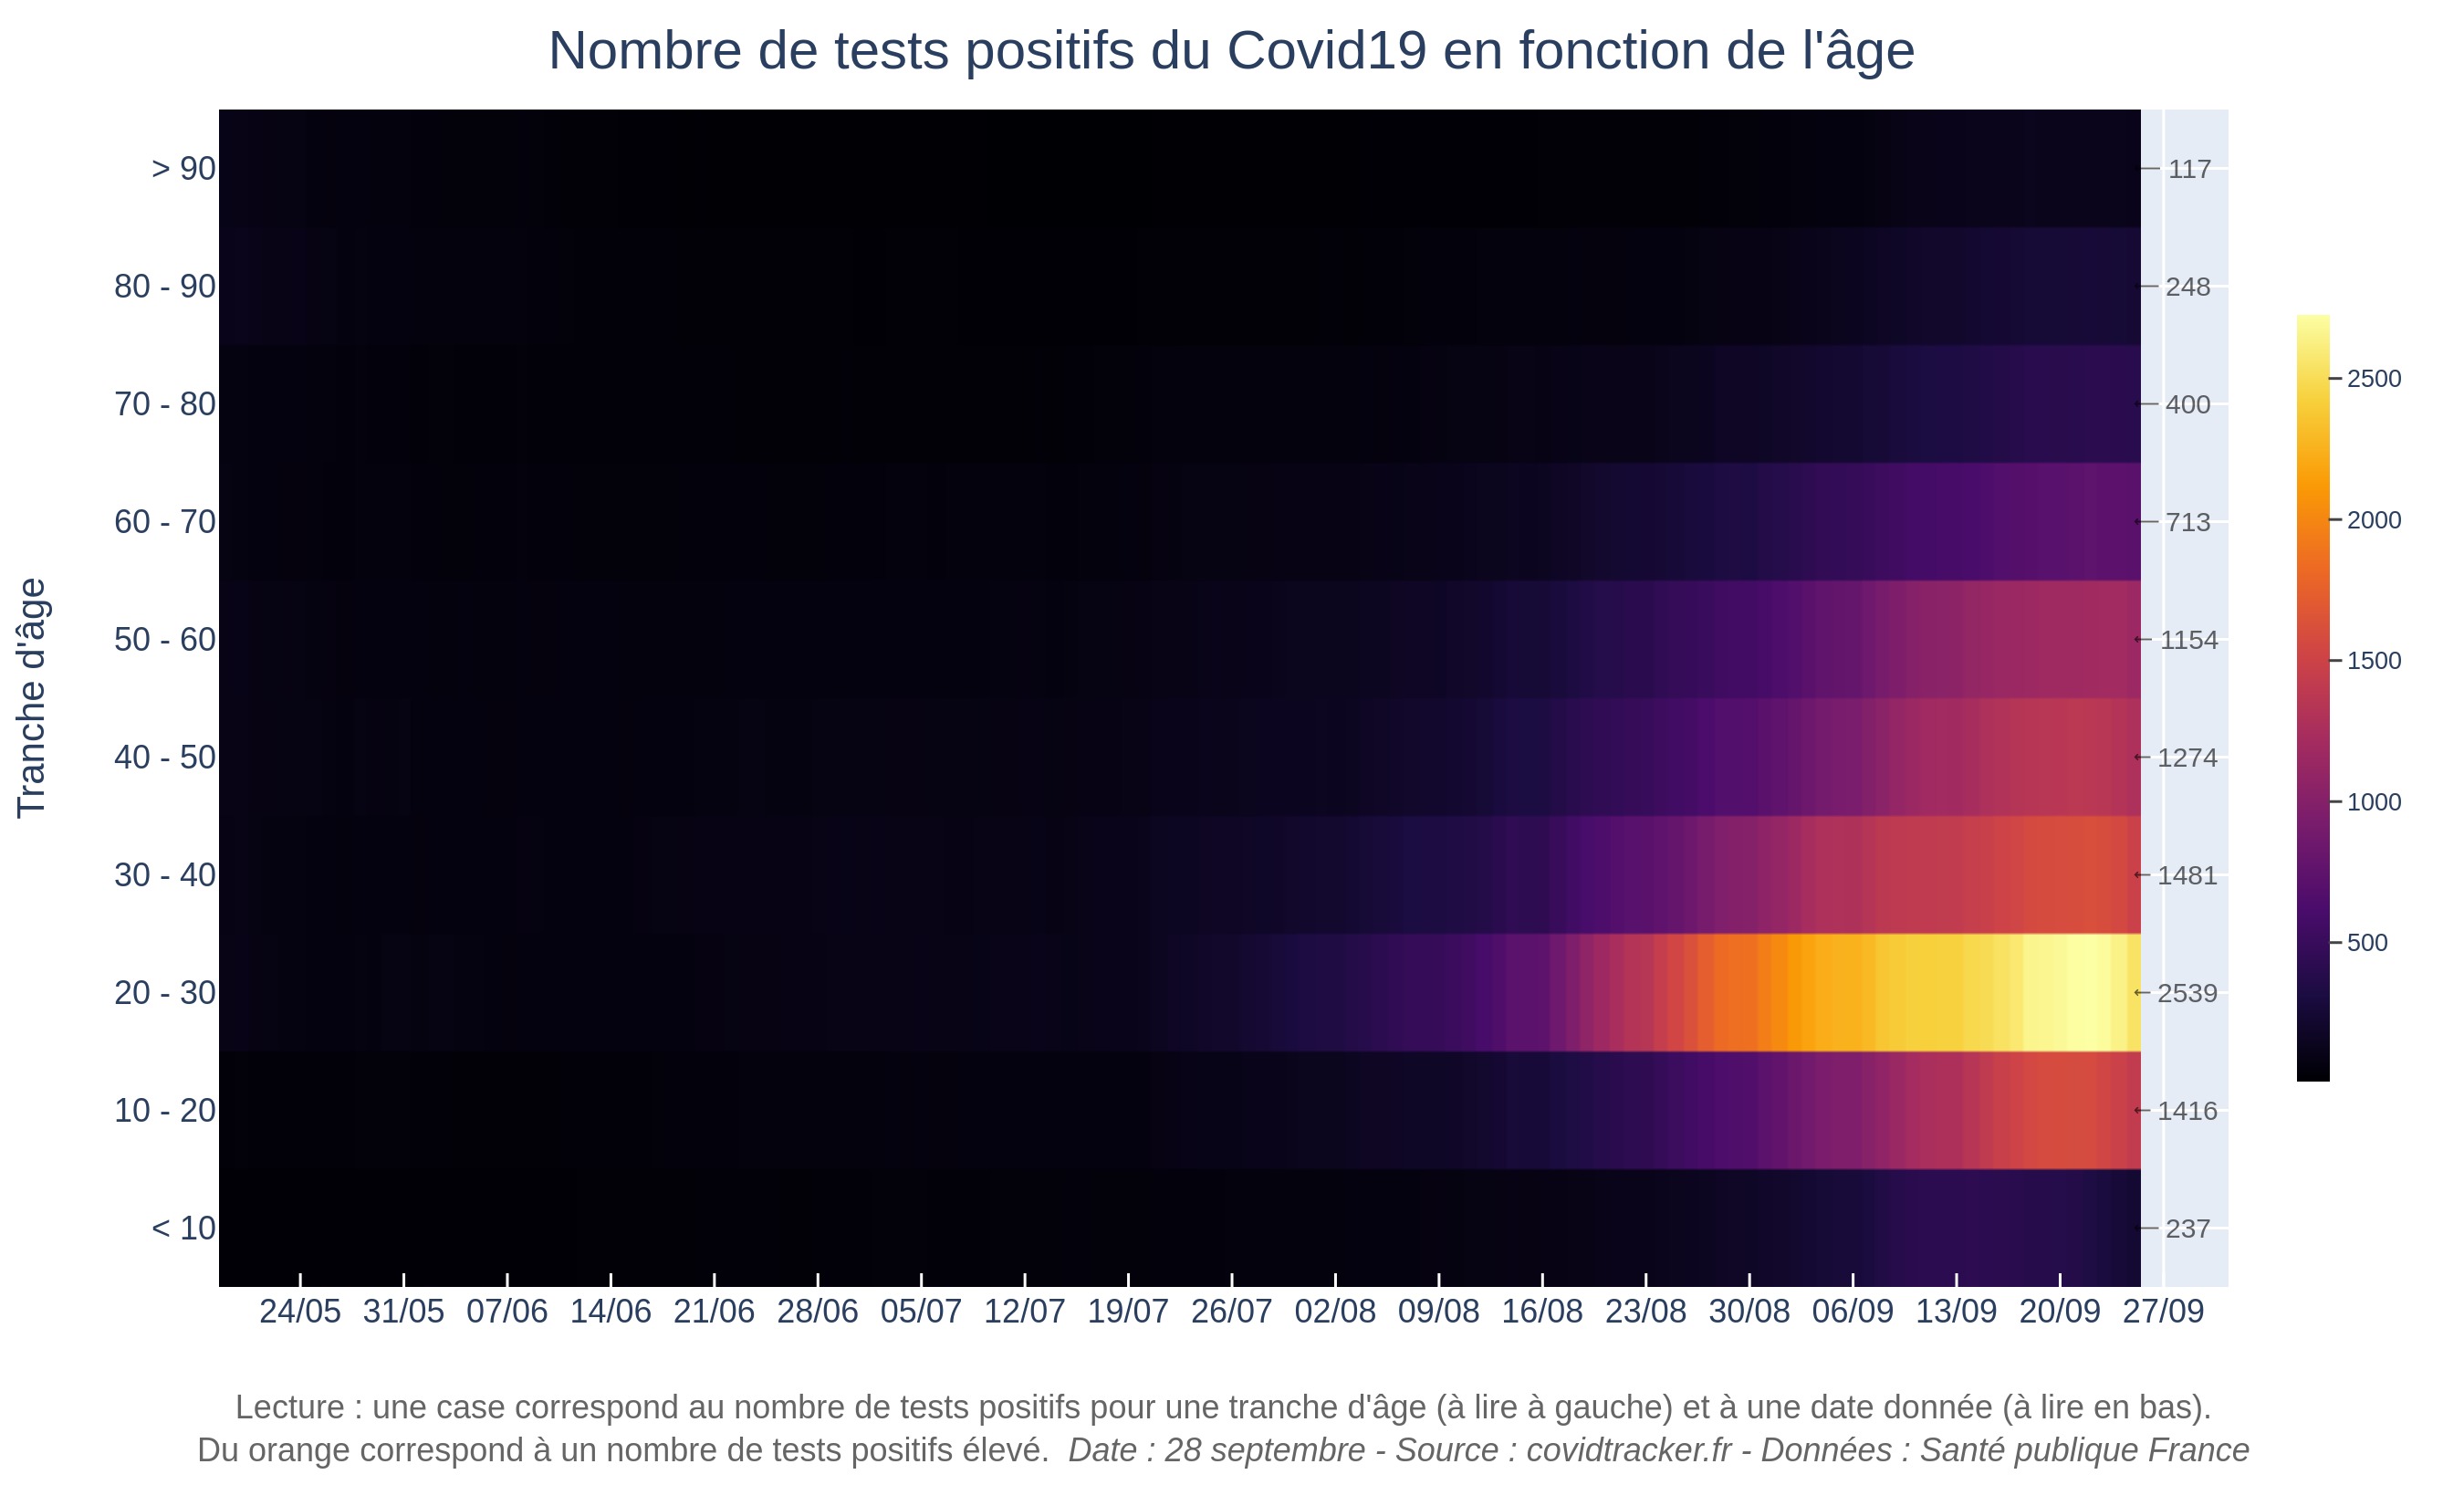 Nombre de tests positifs du Covid19 en fonction de l'âge
Tranche d'âge
> 90
80 - 90
70 - 80
60 - 70
50 - 60
40 - 50
30 - 40
20 - 30
10 - 20
< 10
117
248
400
713
1154
1274
1481
2539
1416
237
2500
2000
1500
1000
500
24/05 31/05 07/06 14/06 21/06 28/06 05/07 12/07 19/07 26/07 02/08 09/08 16/08 23/08 30/08 06/09 13/09 20/09 27/09
Lecture : une case correspond au nombre de tests positifs pour une tranche d'âge (à lire à gauche) et à une date donnée (à lire en bas).
Du orange correspond à un nombre de tests positifs élevé. Date : 28 septembre - Source : covidtracker.fr - Données : Santé publique France